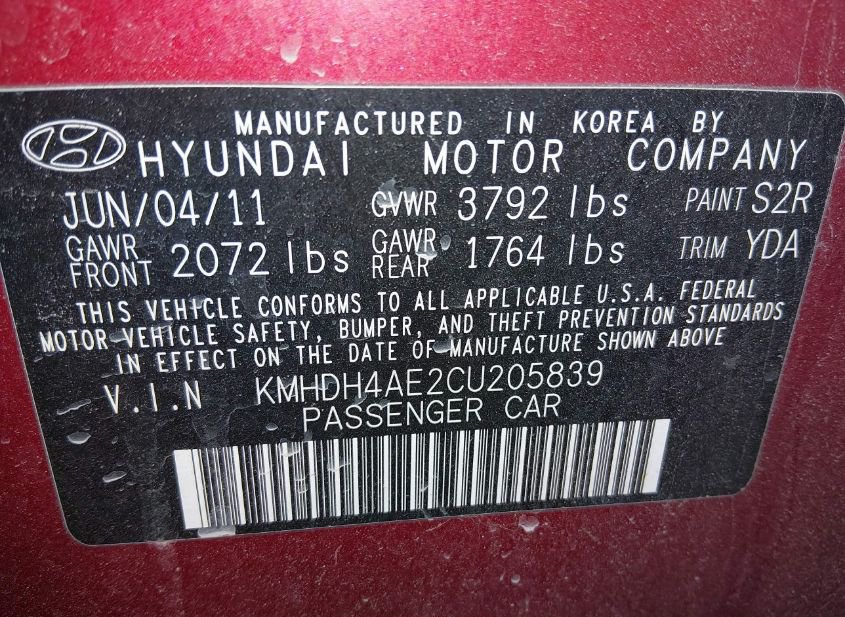 MANUFACTURED IN KOREA BY
HYUNDAI MOTOR COMPANY
JUN/04/11 GVWR 3792 lbs PAINT S2R
GAWR FRONT 2072 lbs GAWR REAR 1764 lbs TRIM YDA
THIS VEHICLE CONFORMS TO ALL APPLICABLE U.S.A. FEDERAL
MOTOR VEHICLE SAFETY, BUMPER, AND THEFT PREVENTION STANDARDS
IN EFFECT ON THE DATE OF MANUFACTURE SHOWN ABOVE
V.I.N KMHDH4AE2CU205839
PASSENGER CAR